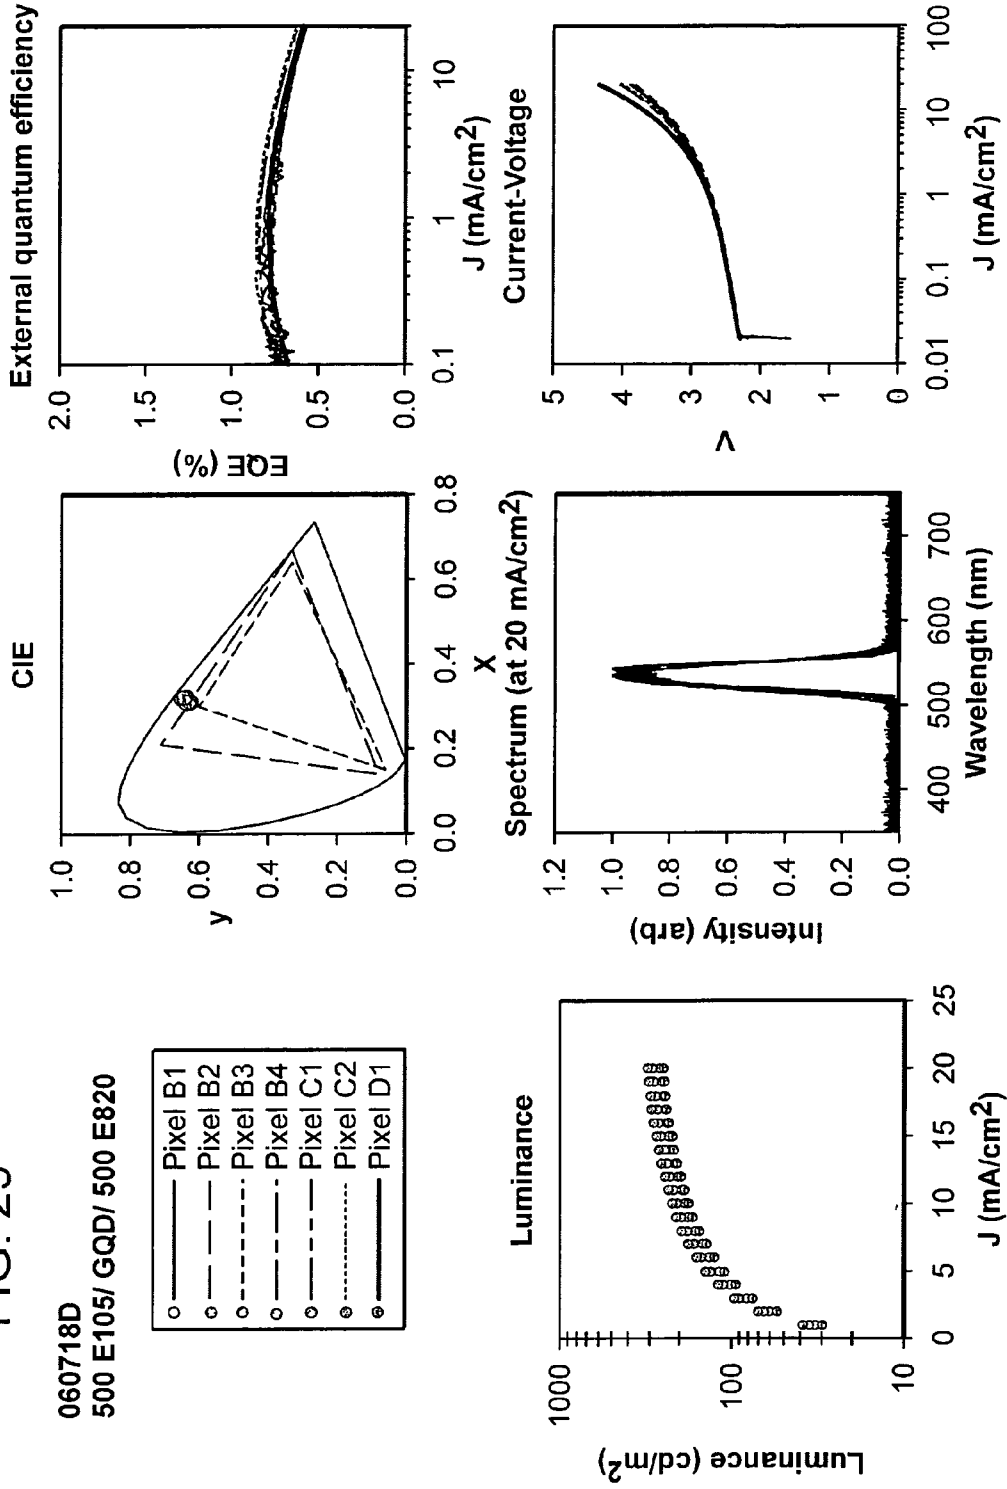 060718D
500 E105/ GQD/ 500 E820
Pixel B1
Pixel B2
Pixel B3
Pixel B4
Pixel C1
Pixel C2
Pixel D1
CIE
y
1.0
0.8
0.6
0.4
0.2
0.0
0.0 0.2 0.4 0.6 0.8
X
External quantum efficiency
EQE (%)
2.0
1.5
1.0
0.5
0.0
0.1 1 10
J (mA/cm2)
Luminance
Luminance (cd/m2)
1000
100
10
0 5 10 15 20 25
J (mA/cm2)
Spectrum (at 20 mA/cm2)
Intensity (arb)
1.2
1.0
0.8
0.6
0.4
0.2
0.0
400 500 600 700
Wavelength (nm)
Current-Voltage
V
5
4
3
2
1
0
0.01 0.1 1 10 100
J (mA/cm2)